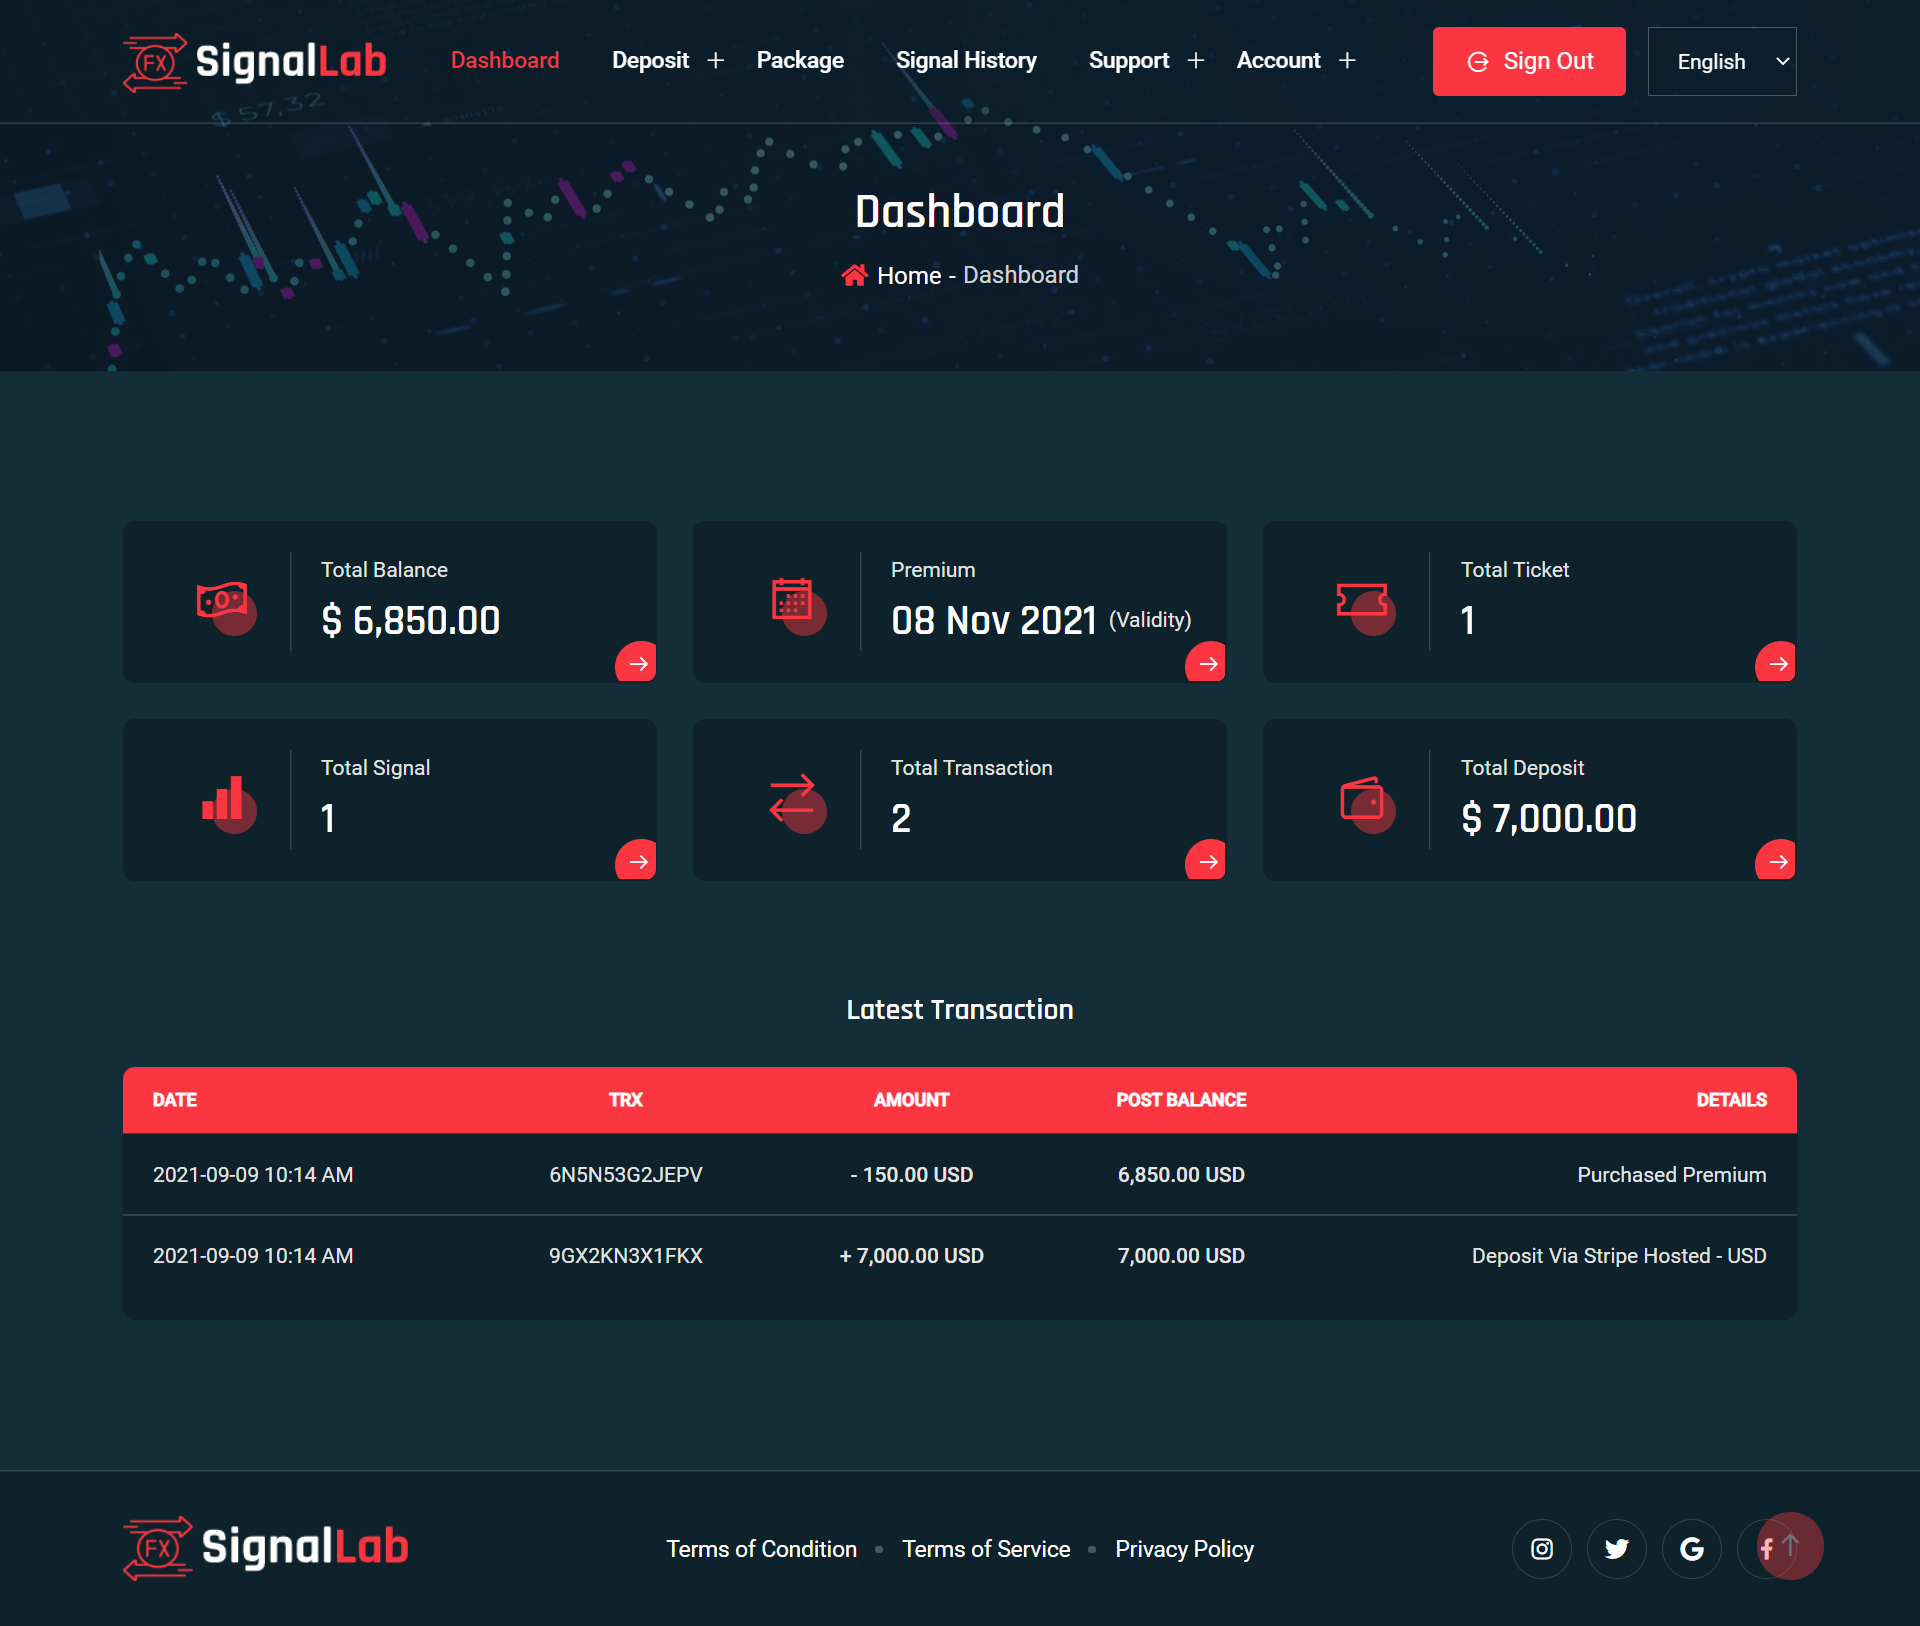 FX SignalLab Dashboard Deposit + Package Signal History Support + Account + Sign Out English
$ 57,32
Dashboard
Home - Dashboard
Total Balance
$ 6,850.00
Premium
08 Nov 2021 (Validity)
Total Ticket
1
Total Signal
1
Total Transaction
2
Total Deposit
$ 7,000.00
Latest Transaction
DATE TRX AMOUNT POST BALANCE DETAILS
2021-09-09 10:14 AM 6N5N53G2JEPV - 150.00 USD 6,850.00 USD Purchased Premium
2021-09-09 10:14 AM 9GX2KN3X1FKX + 7,000.00 USD 7,000.00 USD Deposit Via Stripe Hosted - USD
FX SignalLab Terms of Condition Terms of Service Privacy Policy